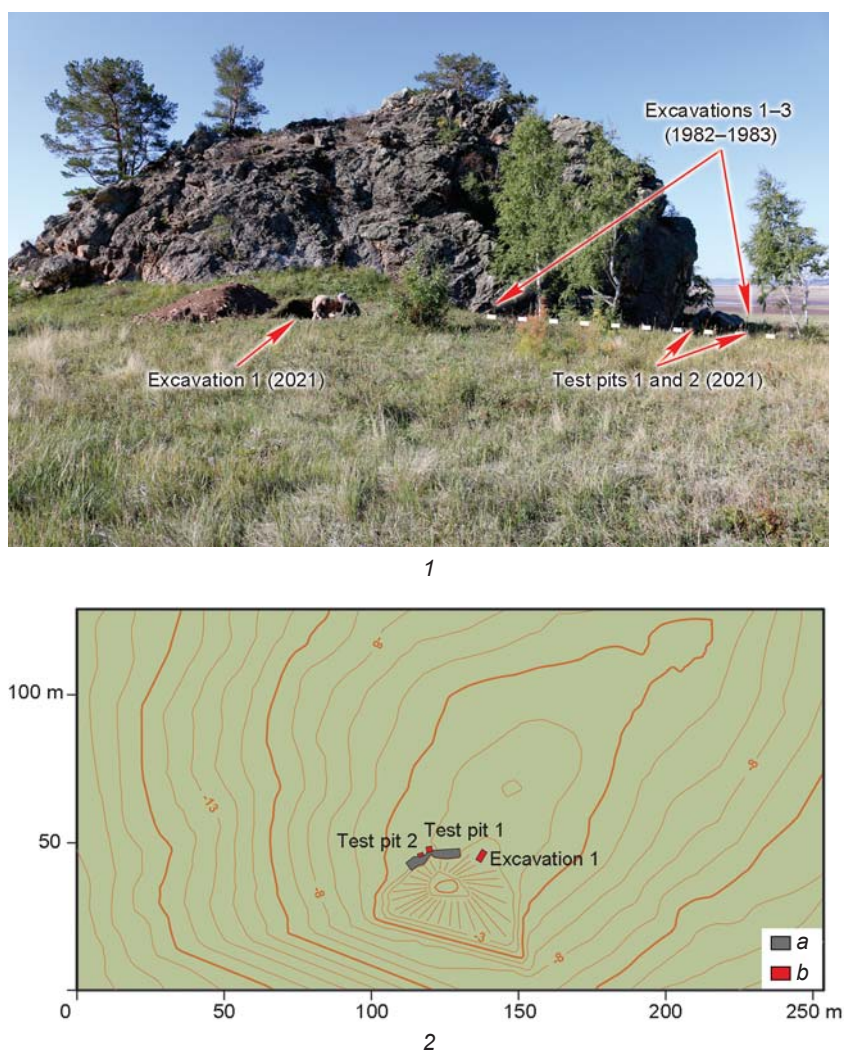 Excavations 1–3
(1982–1983)
Excavation 1 (2021)
Test pits 1 and 2 (2021)
1
100 m
50
0
50
100
150
200
250 m
-8
-13
-8
-8
-3
-8
Test pit 1
Test pit 2
Excavation 1
a
b
2